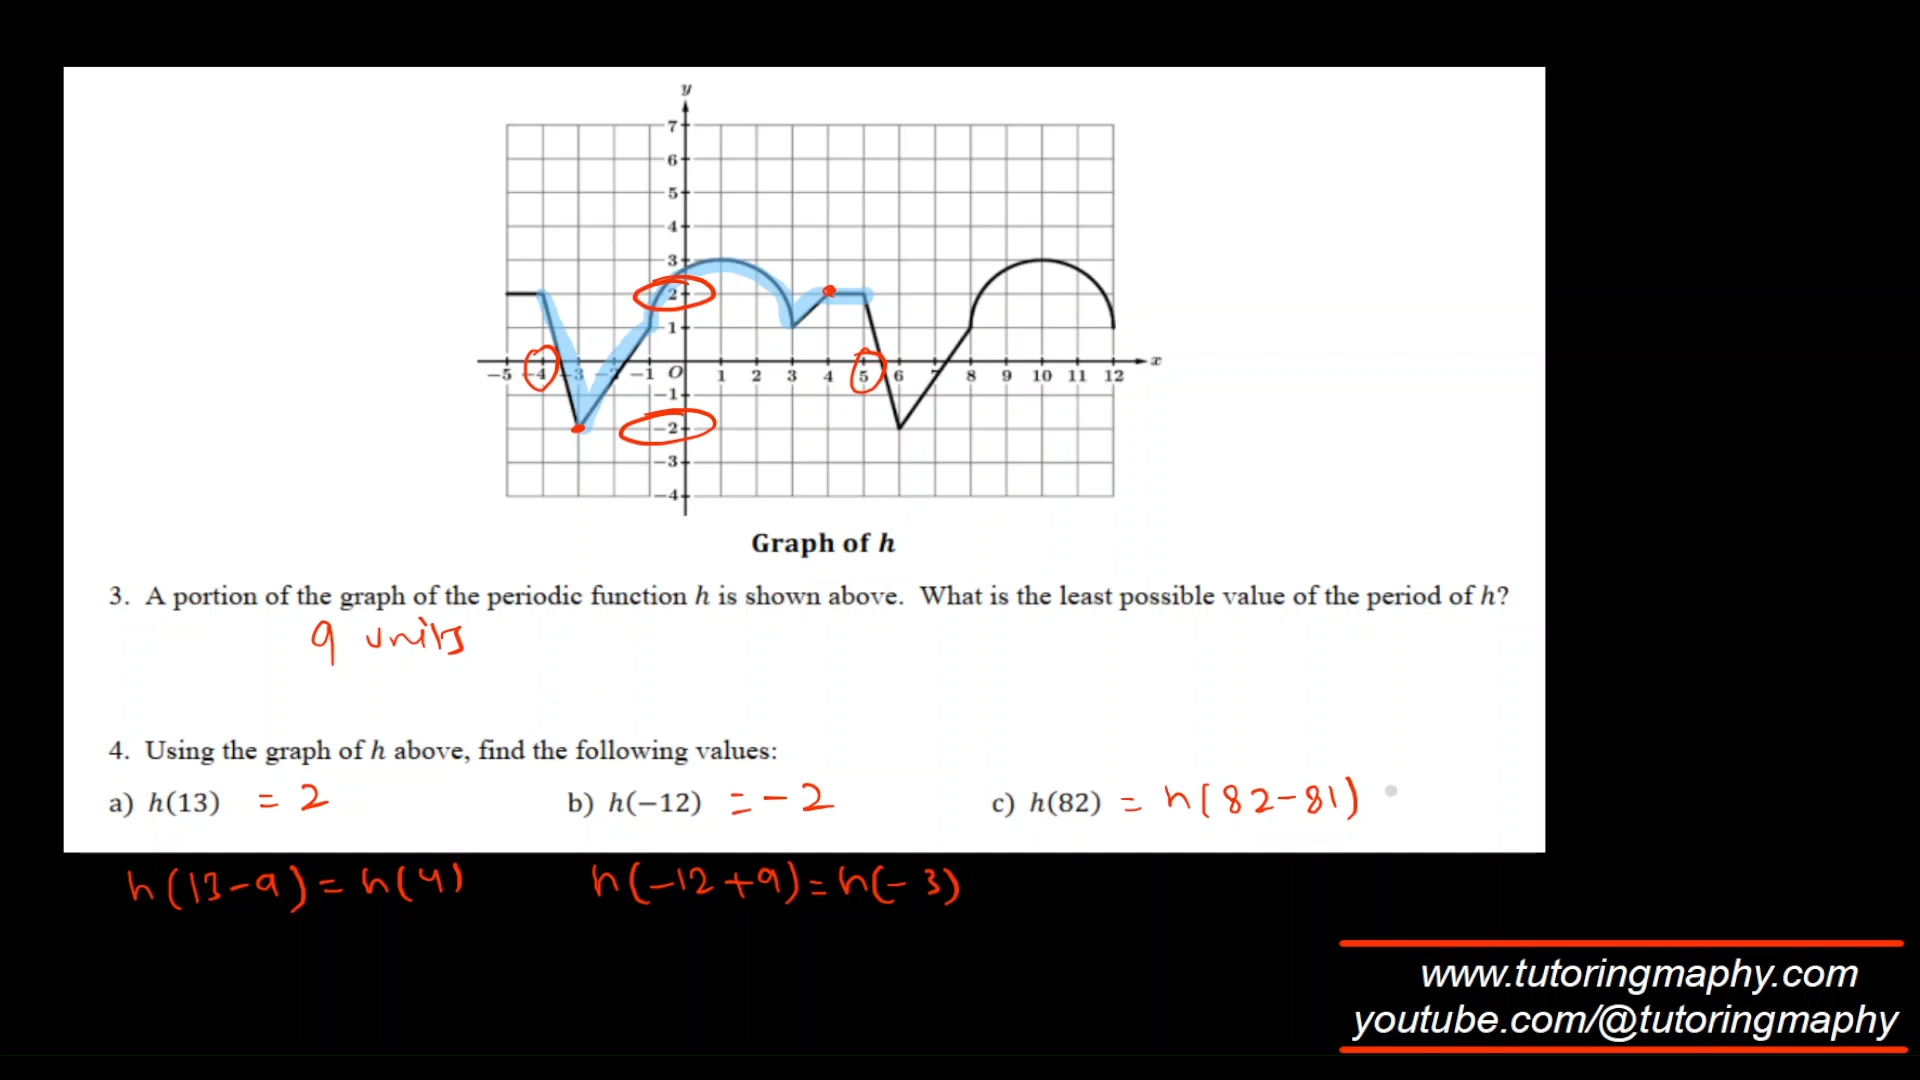 y
7
6
5
4
3
2
1
-5 -4 -3 -2 -1 O 1 2 3 4 5 6 7 8 9 10 11 12 x
-1
-2
-3
-4
Graph of h
3. A portion of the graph of the periodic function h is shown above. What is the least possible value of the period of h?
9 units
4. Using the graph of h above, find the following values:
a) h(13) = 2 b) h(−12) = -2 c) h(82) = h(82-81)
h(13-9) = h(4) h(-12+9) = h(-3)
www.tutoringmaphy.com
youtube.com/@tutoringmaphy